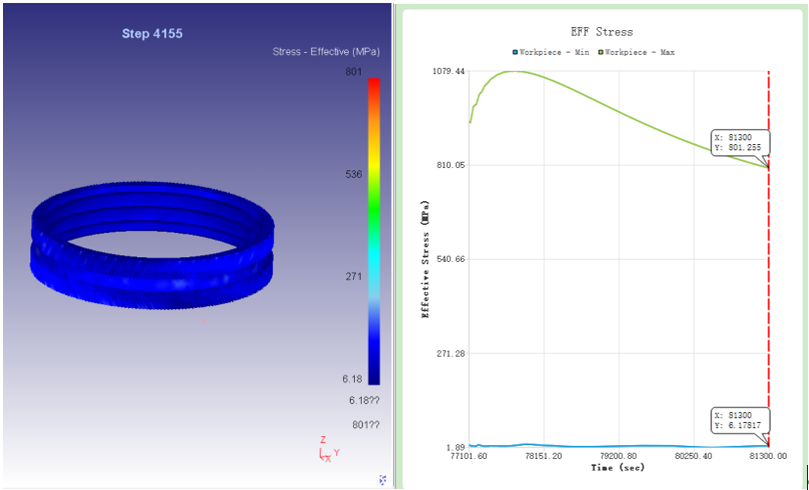 Step 4155
Stress - Effective (MPa)
801
536
271
6.18
6.18??
801??
Z
Y
X
EFF Stress
Workpiece - Min Workpiece - Max
Effective Stress (MPa)
1079.44
810.05
540.66
271.28
1.89
X: 81300
Y: 801.255
X: 81300
Y: 6.17817
77101.60 78151.20 79200.80 80250.40 81300.00
Time (sec)